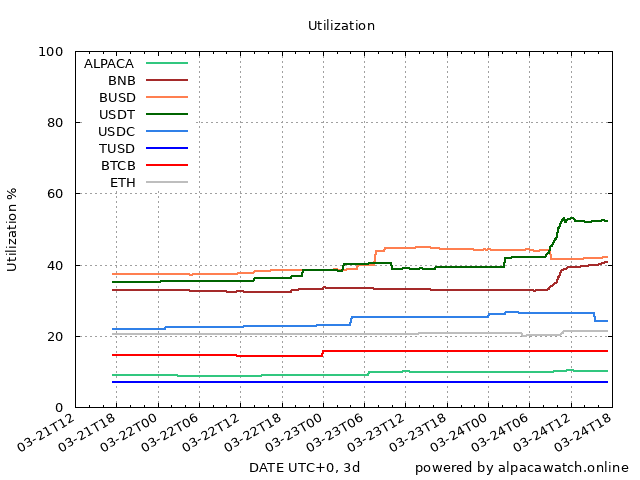 Utilization
Utilization %
100
80
60
40
20
0
ALPACA
BNB
BUSD
USDT
USDC
TUSD
BTCB
ETH
03-21T12
03-21T18
03-22T00
03-22T06
03-22T12
03-22T18
03-23T00
03-23T06
03-23T12
03-23T18
03-24T00
03-24T06
03-24T12
03-24T18
DATE UTC+0, 3d
powered by alpacawatch.online